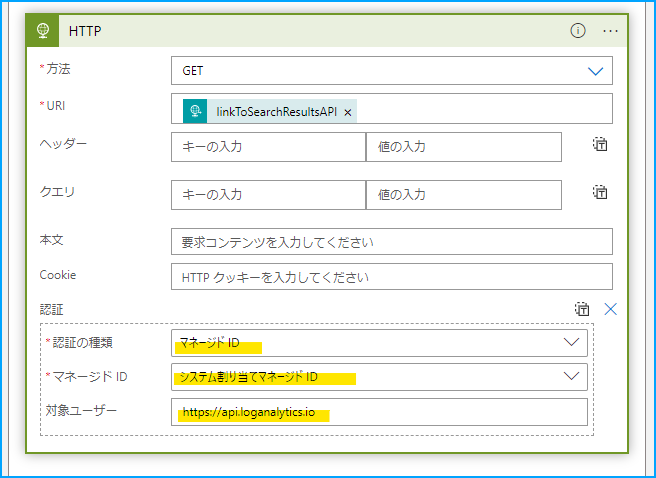 HTTP
* 方法 GET
* URI linkToSearchResultsAPI ×
ヘッダー キーの入力 値の入力
クエリ キーの入力 値の入力
本文 要求コンテンツを入力してください
Cookie HTTP クッキーを入力してください
認証
* 認証の種類 マネージド ID
* マネージド ID システム割り当てマネージド ID
対象ユーザー https://api.loganalytics.io